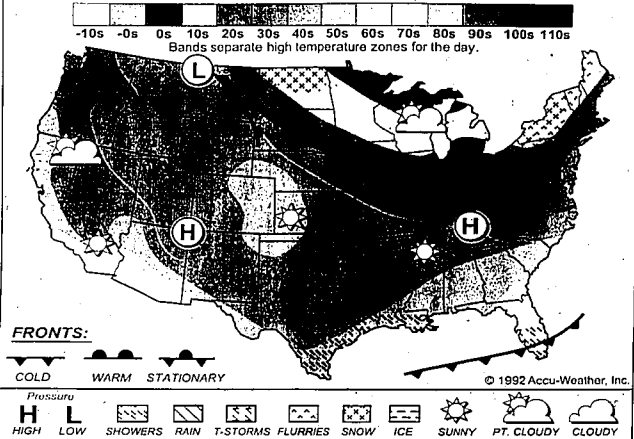 -10s -0s 0s 10s 20s 30s 40s 50s 60s 70s 80s 90s 100s 110s
Bands separate high temperature zones for the day.
L
H
H
FRONTS:
COLD WARM STATIONARY
© 1992 Accu-Weather, Inc.
Pressure
H L
HIGH LOW SHOWERS RAIN T-STORMS FLURRIES SNOW ICE SUNNY PT. CLOUDY CLOUDY